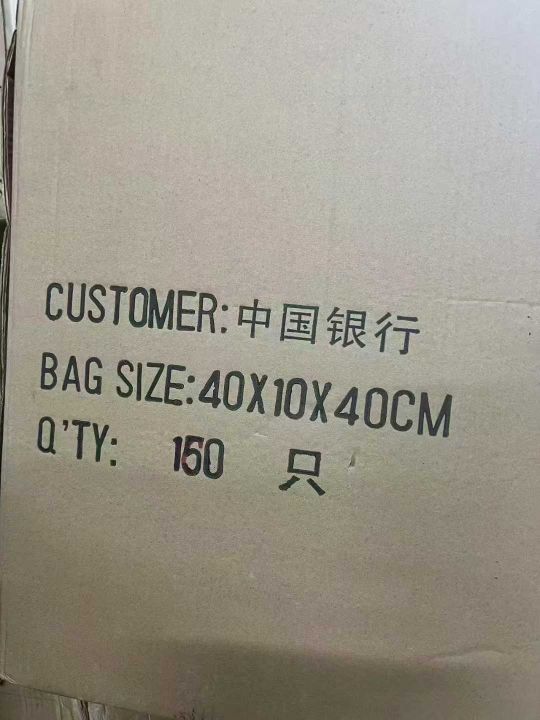 CUSTOMER:中国银行
BAG SIZE:40X10X40CM
Q'TY: 150 只